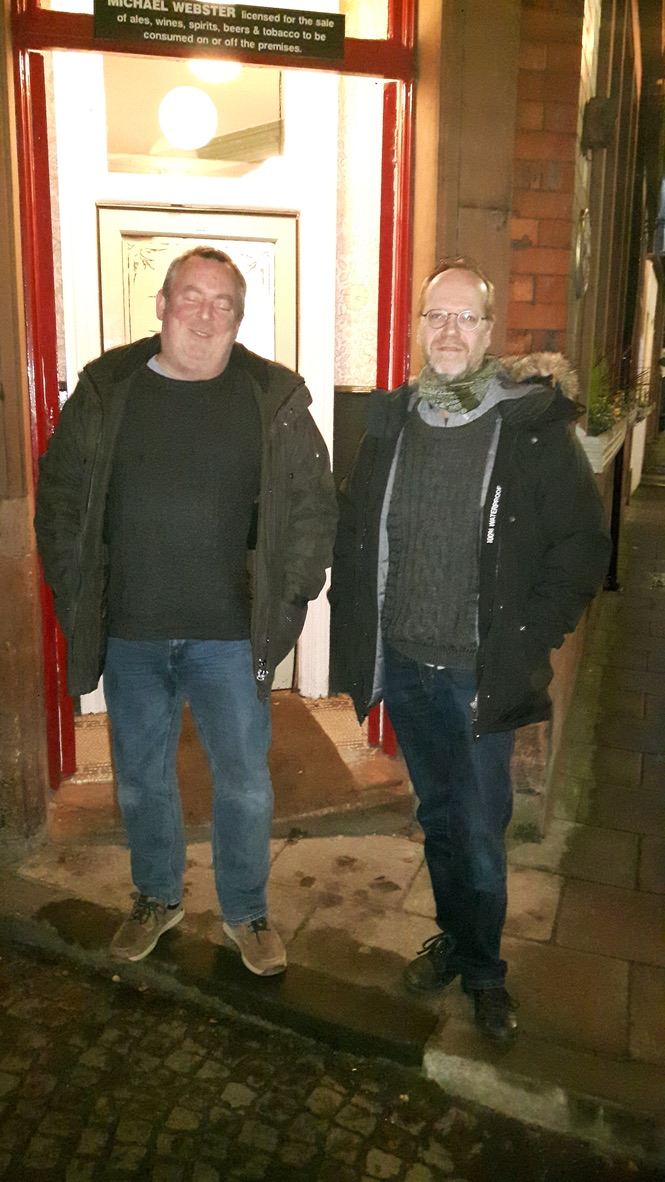 MICHAEL WEBSTER licensed for the sale
of ales, wines, spirits, beers & tobacco to be
consumed on or off the premises.
100% WATERPROOF